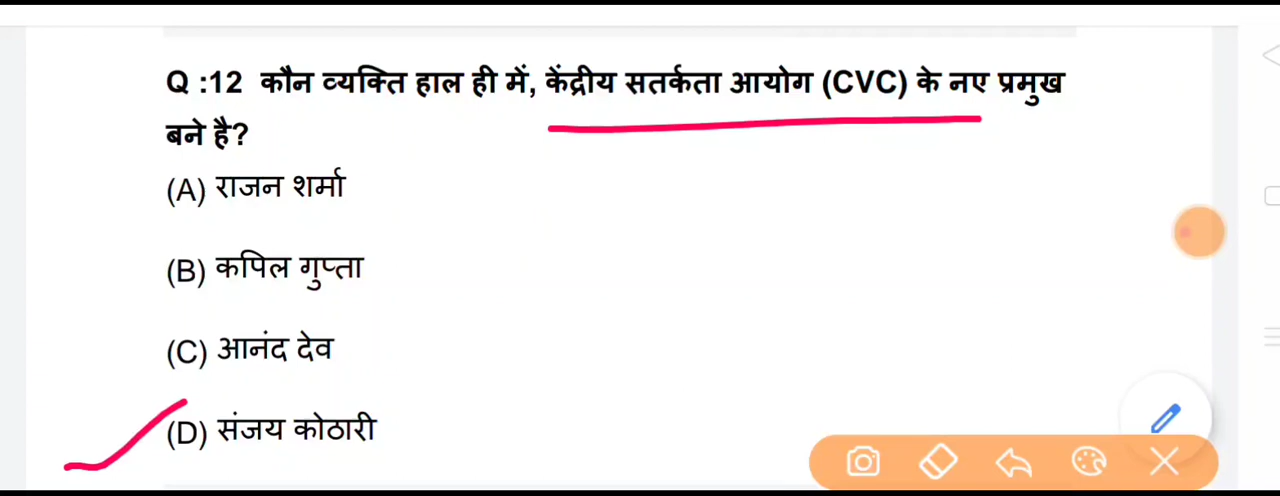 Q :12 कौन व्यक्ति हाल ही में, केंद्रीय सतर्कता आयोग (CVC) के नए प्रमुख
बने है?
(A) राजन शर्मा
(B) कपिल गुप्ता
(C) आनंद देव
(D) संजय कोठारी